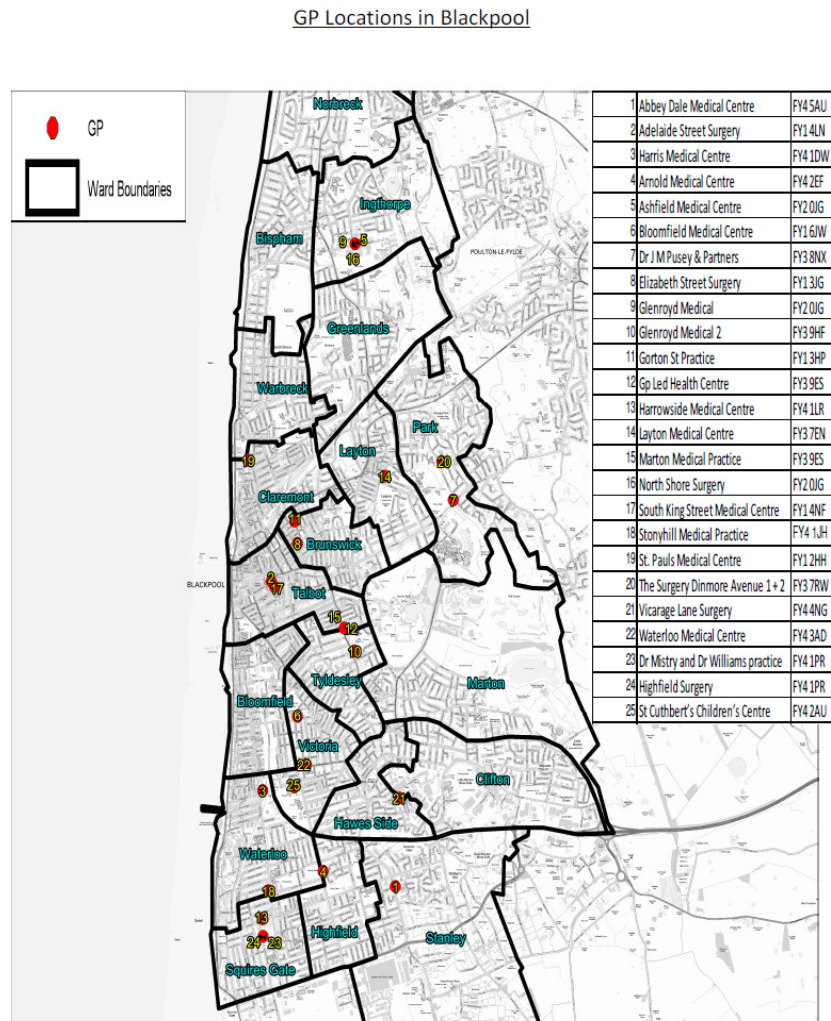 GP Locations in Blackpool
GP
Ward Boundaries
Norbreck
Ingthorpe
Bispham
9 5
16
POULTON-LE-FYLDE
Greenlands
Warbreck
Park
Layton
19
20
14
7
Claremont
11
8
Brunswick
BLACKPOOL
2
17
Talbot
15
12
10
Tyldesley
Marton
Bloomfield
6
Victoria
22
3
25
21
Clifton
Hawes Side
Waterloo
4
18
1
13
24 23
Highfield
Stanley
Squires Gate
1 Abbey Dale Medical Centre FY4 5AU
2 Adelaide Street Surgery FY1 4LN
3 Harris Medical Centre FY4 1DW
4 Arnold Medical Centre FY4 2EF
5 Ashfield Medical Centre FY2 0JG
6 Bloomfield Medical Centre FY1 6JW
7 Dr J M Pusey & Partners FY3 8NX
8 Elizabeth Street Surgery FY1 3JG
9 Glenroyd Medical FY2 0JG
10 Glenroyd Medical 2 FY3 9HF
11 Gorton St Practice FY1 3HP
12 Gp Led Health Centre FY3 9ES
13 Harrowside Medical Centre FY4 1LR
14 Layton Medical Centre FY3 7EN
15 Marton Medical Practice FY3 9ES
16 North Shore Surgery FY2 0JG
17 South King Street Medical Centre FY1 4NF
18 Stonyhill Medical Practice FY4 1JH
19 St. Pauls Medical Centre FY1 2HH
20 The Surgery Dinmore Avenue 1 + 2 FY3 7RW
21 Vicarage Lane Surgery FY4 4NG
22 Waterloo Medical Centre FY4 3AD
23 Dr Mistry and Dr Williams practice FY4 1PR
24 Highfield Surgery FY4 1PR
25 St Cuthbert's Children's Centre FY4 2AU